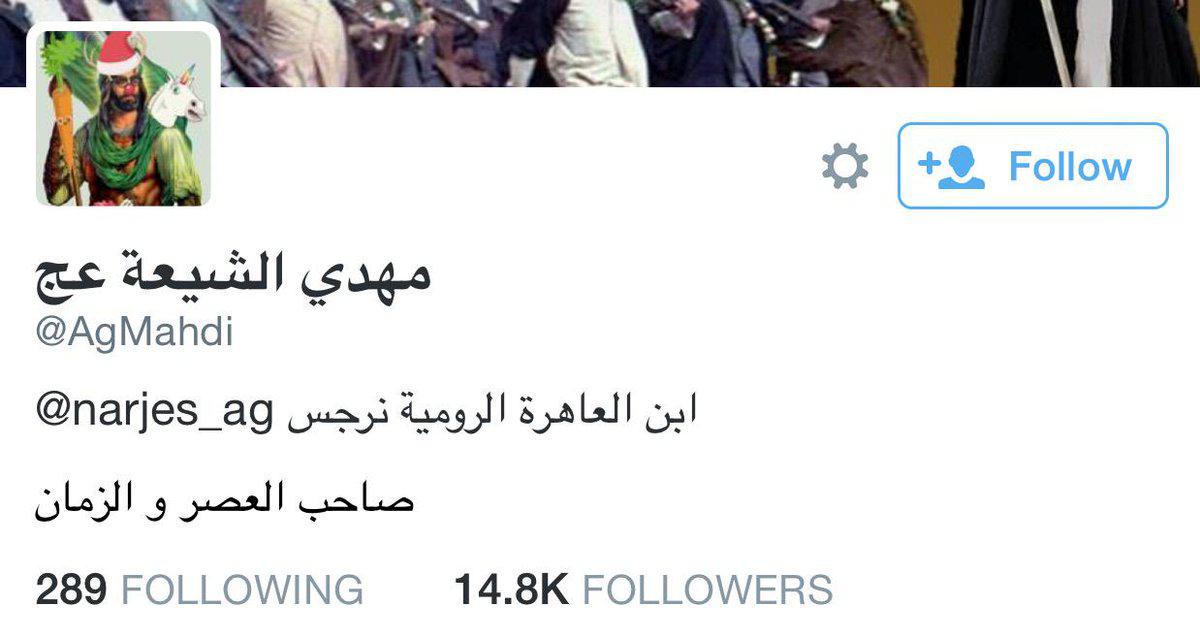 Follow
مهدي الشيعة عج
@AgMahdi
ابن العاهرة الرومية نرجس @narjes_ag
صاحب العصر و الزمان
289 FOLLOWING 14.8K FOLLOWERS